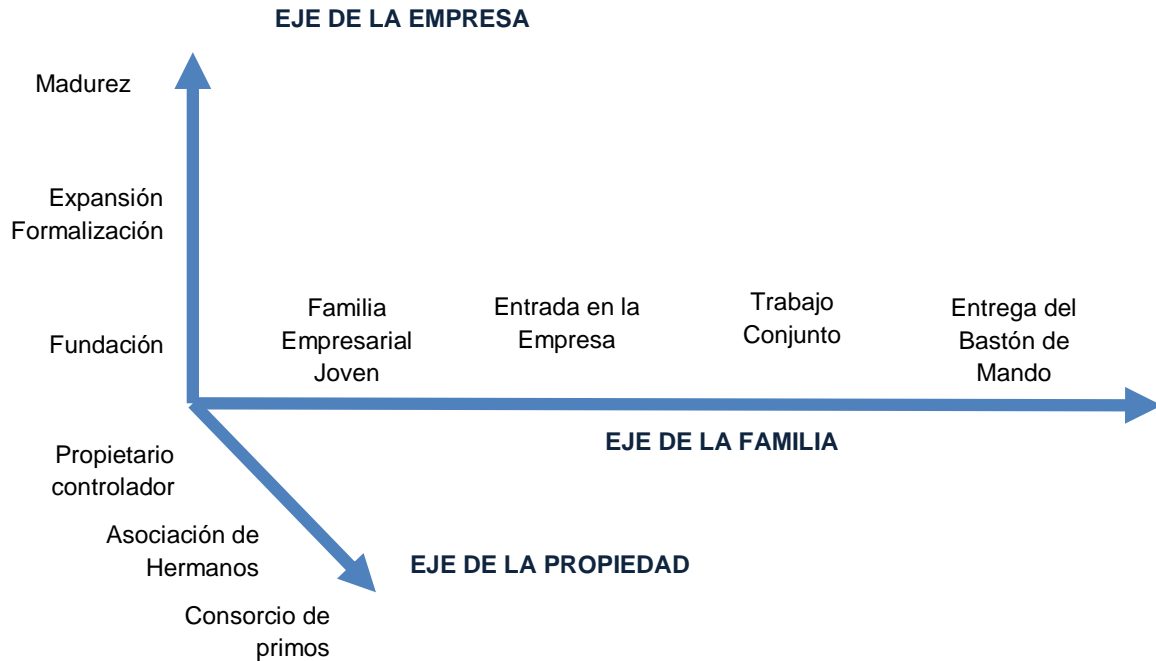 EJE DE LA EMPRESA
Madurez
Expansión
Formalización
Fundación
Familia
Empresarial
Joven
Entrada en la
Empresa
Trabajo
Conjunto
Entrega del
Bastón de
Mando
EJE DE LA FAMILIA
Propietario
controlador
Asociación de
Hermanos
EJE DE LA PROPIEDAD
Consorcio de
primos